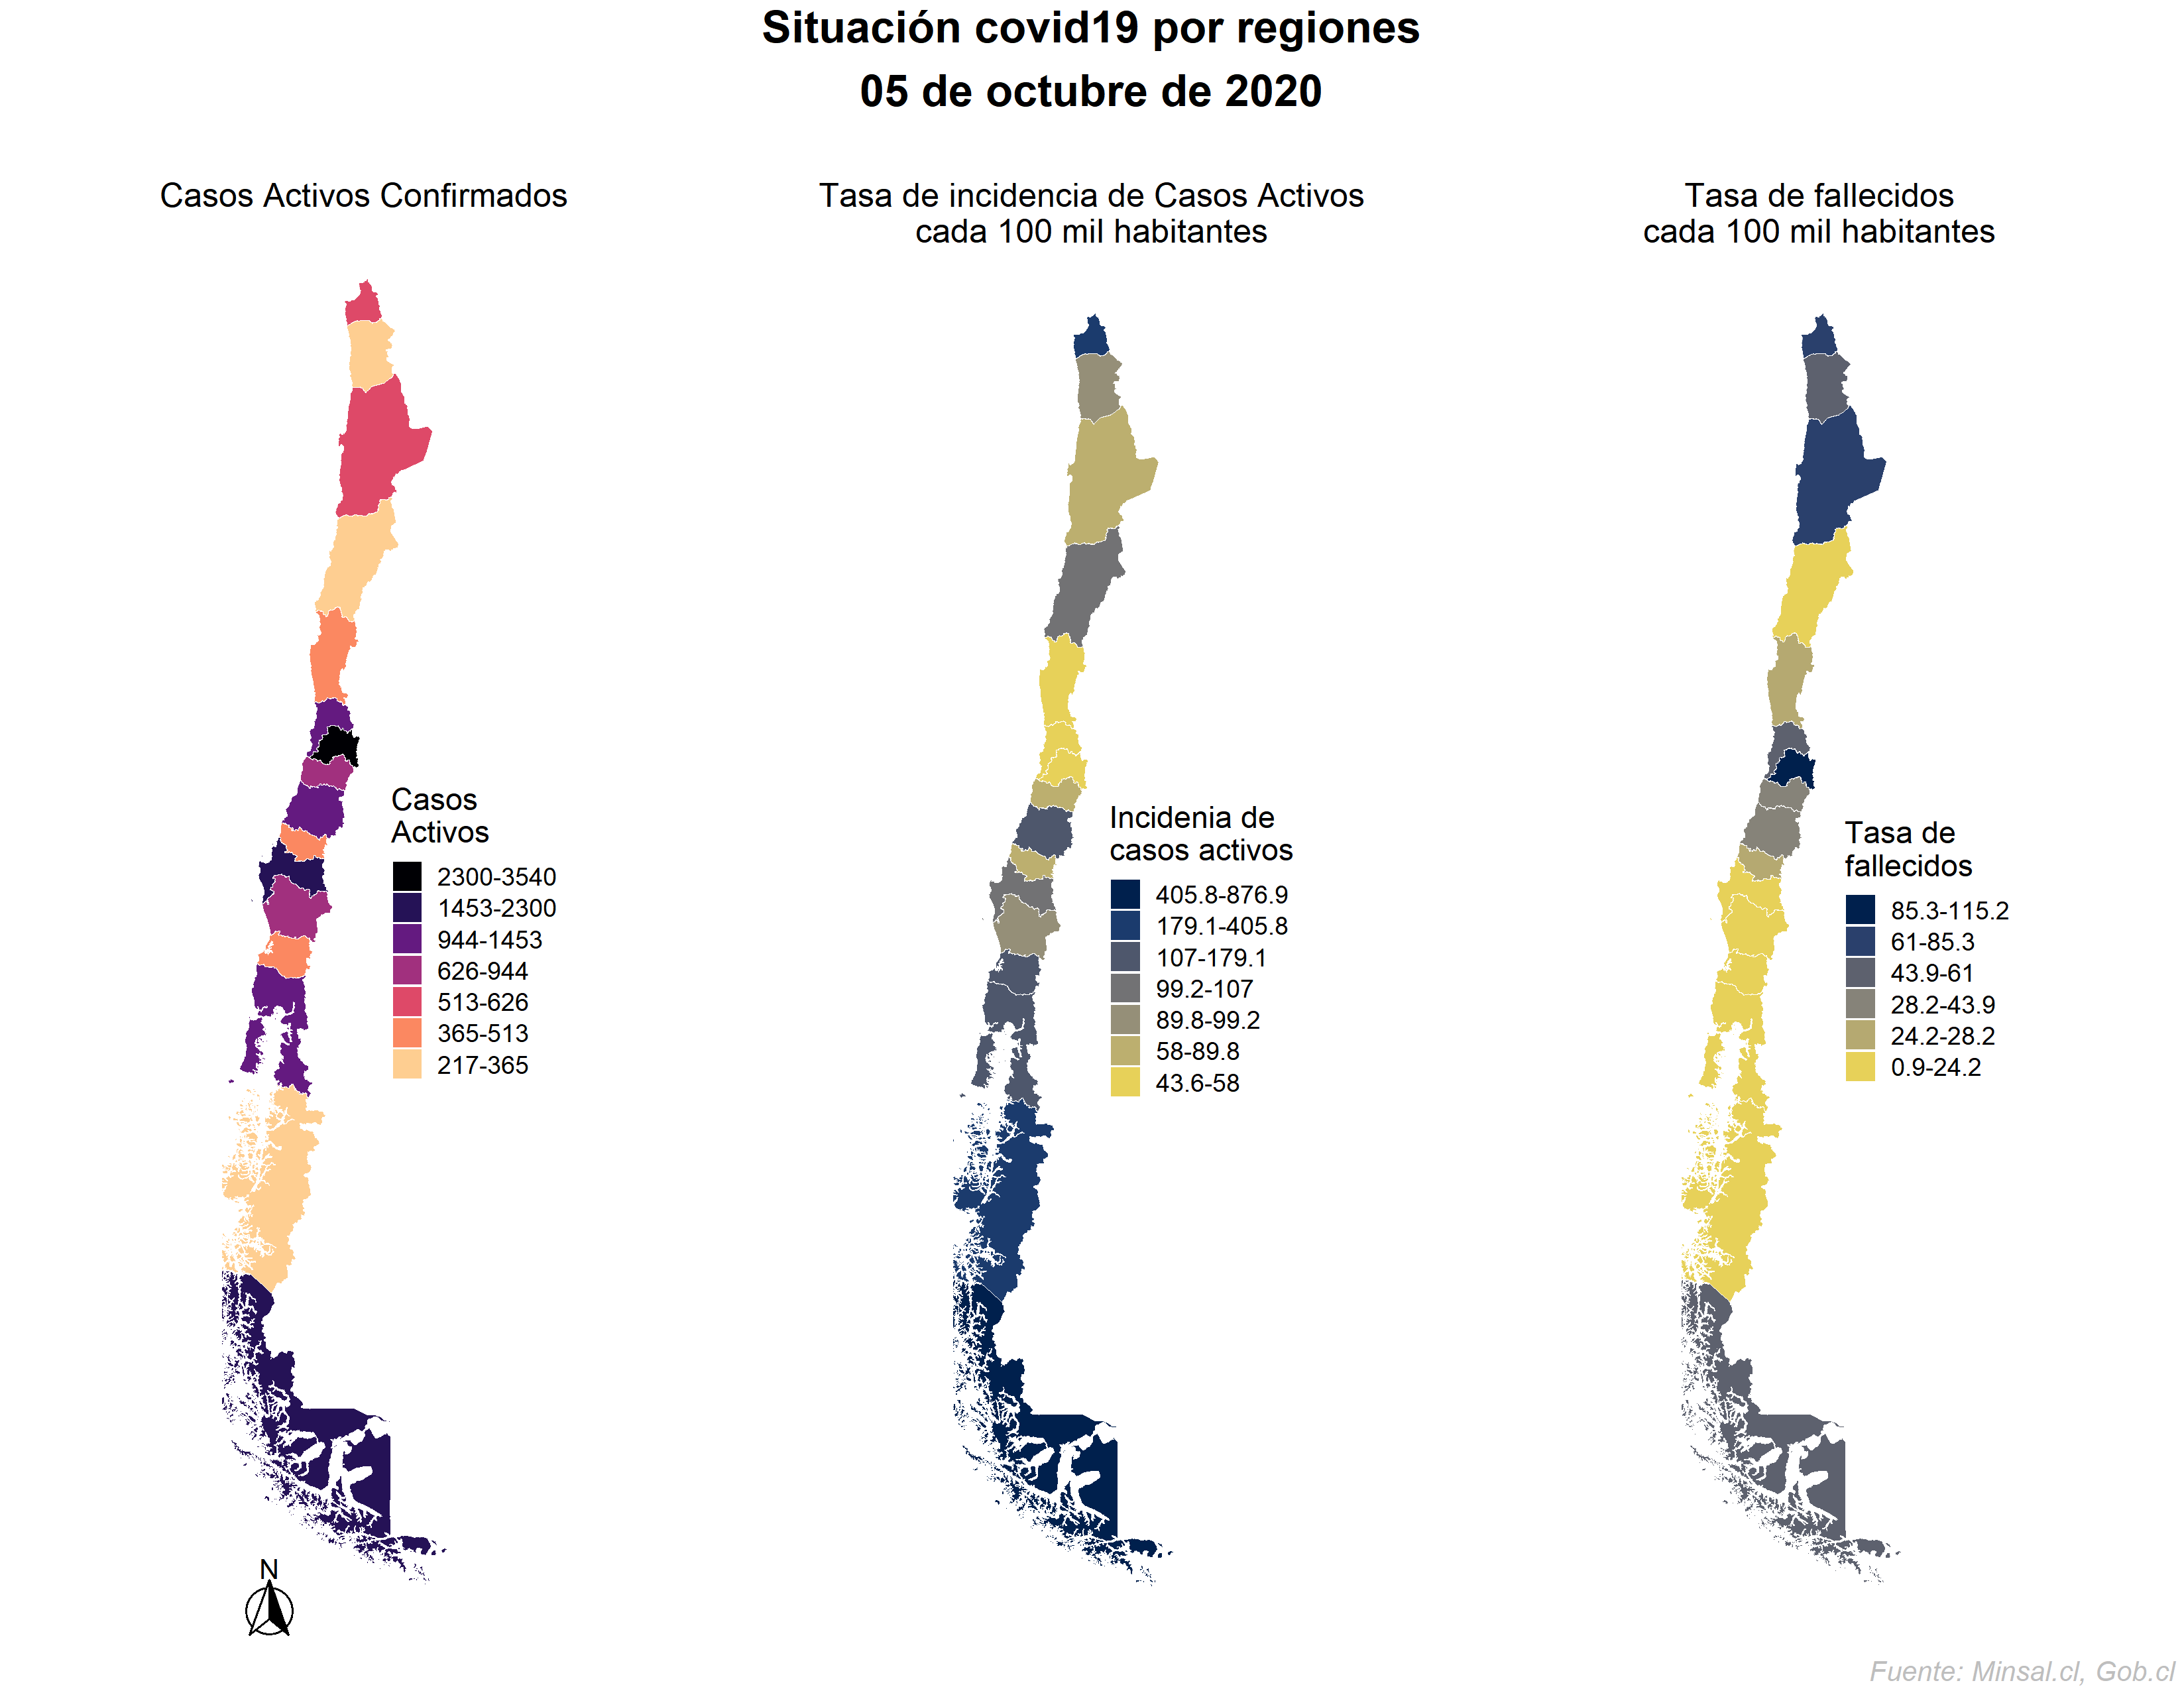 Situación covid19 por regiones
05 de octubre de 2020
Casos Activos Confirmados
Tasa de incidencia de Casos Activos
cada 100 mil habitantes
Tasa de fallecidos
cada 100 mil habitantes
Casos
Activos
2300-3540
1453-2300
944-1453
626-944
513-626
365-513
217-365
Incidenia de
casos activos
405.8-876.9
179.1-405.8
107-179.1
99.2-107
89.8-99.2
58-89.8
43.6-58
Tasa de
fallecidos
85.3-115.2
61-85.3
43.9-61
28.2-43.9
24.2-28.2
0.9-24.2
N
Fuente: Minsal.cl, Gob.cl